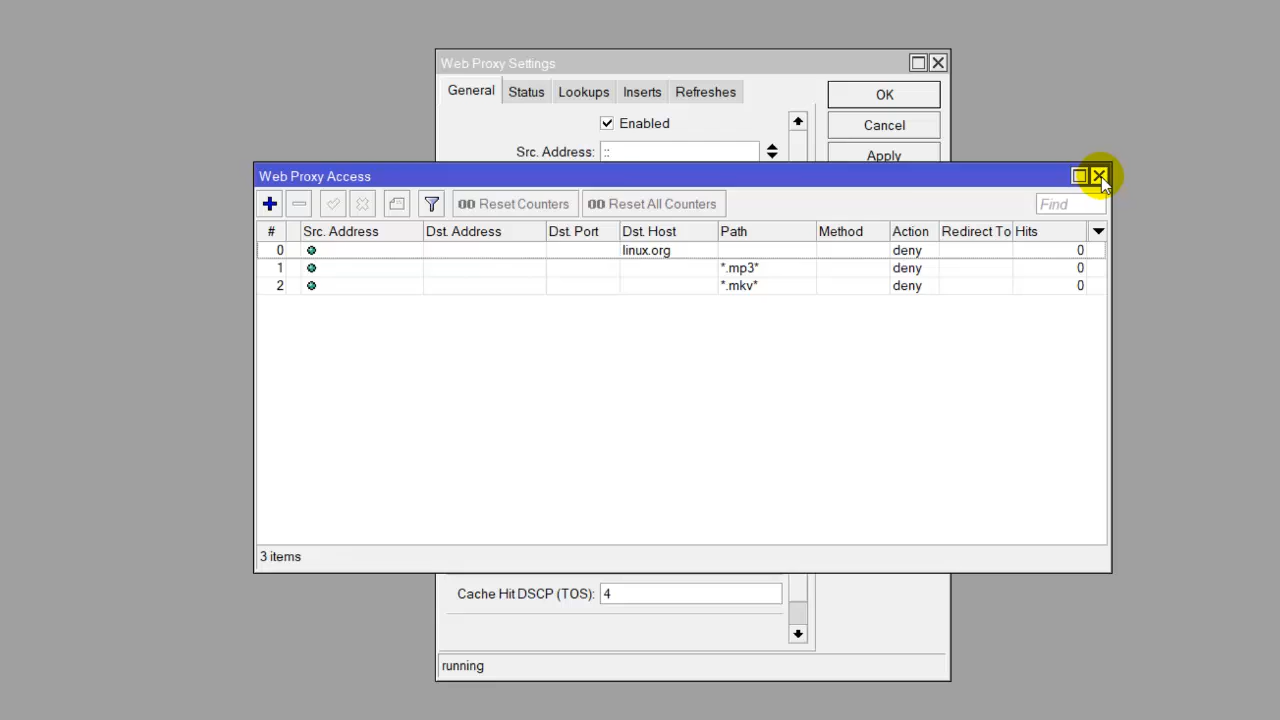 Web Proxy Settings
General Status Lookups Inserts Refreshes
OK
Enabled
Cancel
Src. Address: ::
Apply
Web Proxy Access
00 Reset Counters 00 Reset All Counters Find
# Src. Address Dst. Address Dst. Port Dst. Host Path Method Action Redirect To Hits
0 linux.org deny 0
1 *.mp3* deny 0
2 *.mkv* deny 0
3 items
Cache Hit DSCP (TOS): 4
running